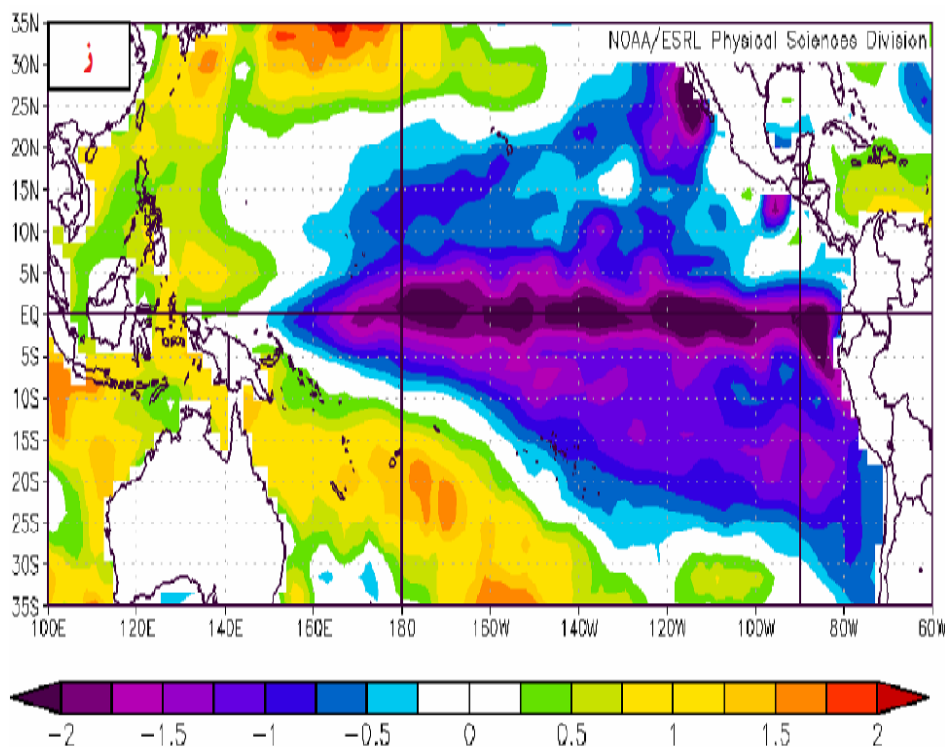 ز
NOAA/ESRL Physical Sciences Division
35N
30N
25N
20N
15N
10N
5N
EQ
5S
10S
15S
20S
25S
30S
35S
100E 120E 140E 160E 180 160W 140W 120W 100W 80W 60W
-2 -1.5 -1 -0.5 0 0.5 1 1.5 2